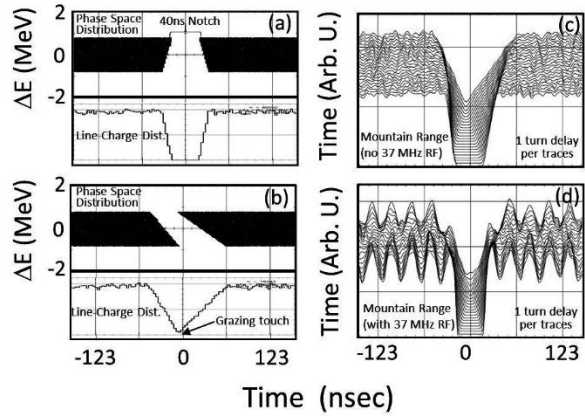 Phase Space
Distribution
40ns Notch
(a)
2
0
-2
ΔE (MeV)
Line-Charge Dist.
(b)
Phase Space
Distribution
2
0
-2
ΔE (MeV)
Line-Charge Dist.
Grazing touch
-123
0
123
(c)
Time (Arb. U.)
Mountain Range
(no 37 MHz RF)
1 turn delay
per traces
(d)
Time (Arb. U.)
Mountain Range
(with 37 MHz RF)
1 turn delay
per traces
-123
0
123
Time (nsec)